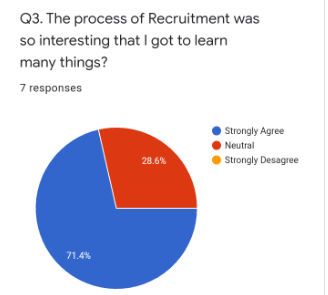 Q3. The process of Recruitment was
so interesting that I got to learn
many things?
7 responses
Strongly Agree
Neutral
Strongly Desagree
28.6%
71.4%